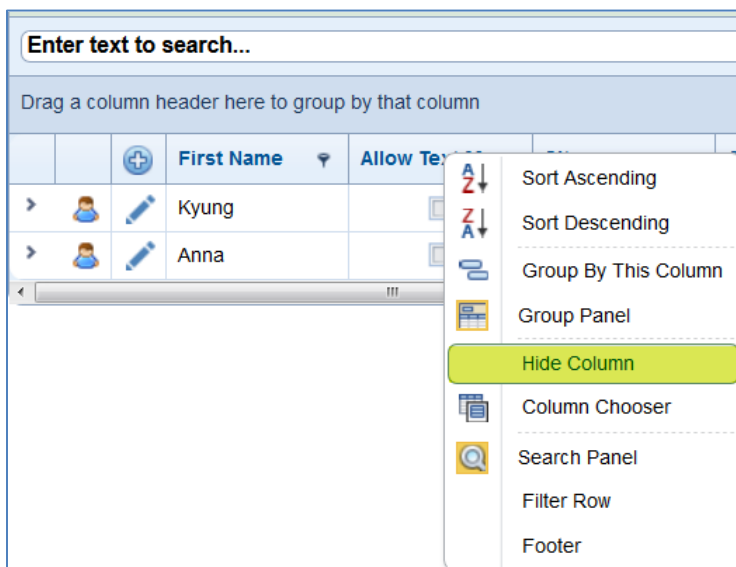 Enter text to search...
Drag a column header here to group by that column
First Name Allow
Kyung
Anna
Sort Ascending
Sort Descending
Group By This Column
Group Panel
Hide Column
Column Chooser
Search Panel
Filter Row
Footer